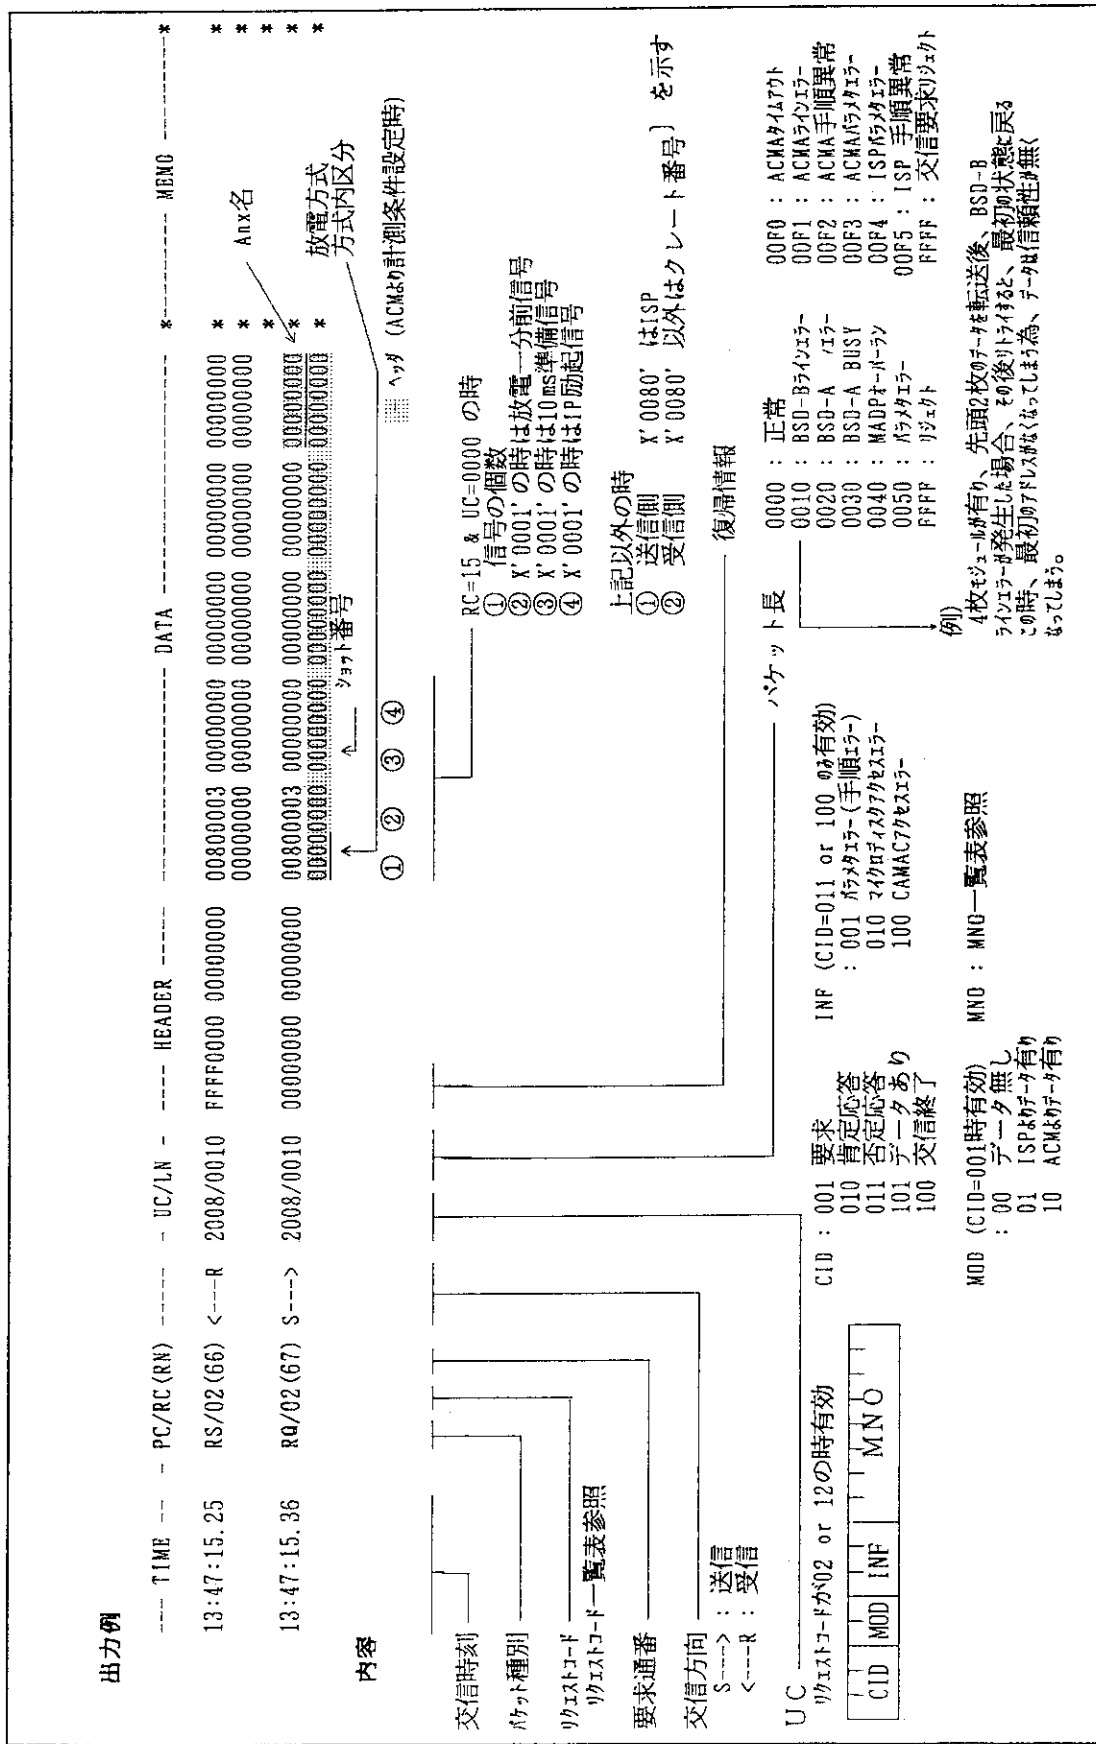 出力例
--- TIME -- - PC/RC(RN) ----- - UC/LN - ---- HEADER ----- -------------------- DATA -------------------- *-------- MEMO --------*
13:47:15.25 RS/02(66) <---R 2008/0010 FFFF0000 00000000 00800003 00000000 00000000 00000000 00000000 * *
00000000 00000000 00000000 00000000 00000000 * *
* *
13:47:15.36 RQ/02(67) S---> 2008/0010 00000000 00000000 00800003 00000000 00000000 00000000 00000000 * *
00000000 00000000 00000000 00000000 00000000 * *
ショット番号
Anx名
放電方式
方式内区分
ヘッダ (ACMより計測条件設定時)
内容
① ② ③ ④
交信時刻
パケット種別
リクエストコード
リクエストコード一覧表参照
要求通番
交信方向
S---> : 送信
<---R : 受信
UC
リクエストコードが02 or 12の時有効
CID MOD INF MNO
CID : 001 要求
010 肯定応答
011 否定応答
101 データあり
100 交信終了
MOD (CID=001時有効)
: 00 データ無し
01 ISPよりデータ有り
10 ACMよりデータ有り
INF (CID=011 or 100 のみ有効)
: 001 パラメタエラー(手順エラー)
010 マイクロディスクアクセスエラー
100 CAMACアクセスエラー
MNO : MNO一覧表参照
RC=15 & UC=0000 の時
① 信号の個数
② X'0001' の時は放電一分前信号
③ X'0001' の時は10ms準備信号
④ X'0001' の時はIP励起信号
上記以外の時
① 送信側 X'0080' はISP
② 受信側 X'0080' 以外はクレート番号] を示す
復帰情報
パケット長
0000 : 正常
0010 : BSD-Bラインエラー
0020 : BSD-A ﾉエラー
0030 : BSD-A BUSY
0040 : MADPオーバーラン
0050 : パラメタエラー
FFFF : リジェクト
00F0 : ACMAタイムアウト
00F1 : ACMAラインエラー
00F2 : ACMA手順異常
00F3 : ACMAパラメタエラー
00F4 : ISPパラメタエラー
00F5 : ISP 手順異常
FFFF : 交信要求リジェクト
例)
4枚モジュールが有り、先頭2枚のデータを転送後、BSD-B
ラインエラーが発生した場合、その後リトライすると、最初の状態に戻る
この時、最初のアドレスがなくなってしまう為、データは信頼性が無く
なってしまう。